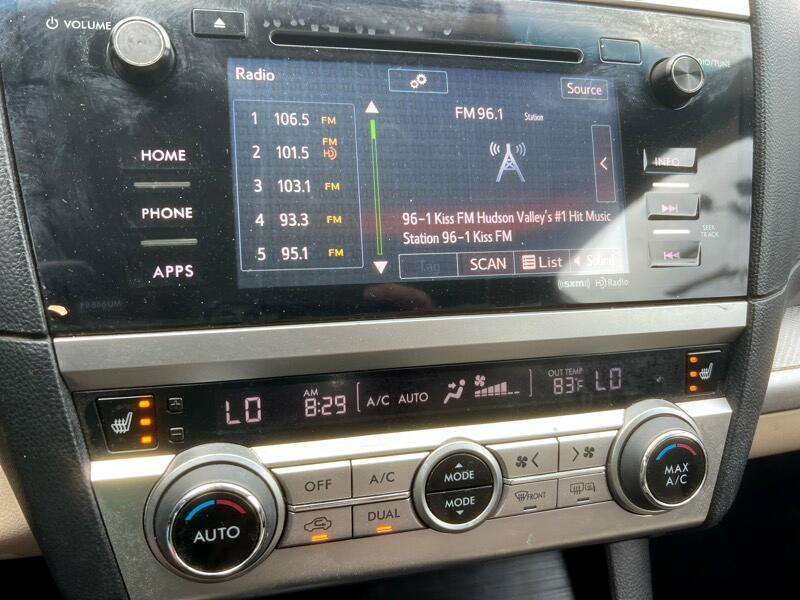 VOLUME
Radio
Source
1 106.5 FM
2 101.5 FM HD
3 103.1 FM
4 93.3 FM
5 95.1 FM
FM 96.1 Station
96-1 Kiss FM Hudson Valley's #1 Hit Music
Station 96-1 Kiss FM
Tag SCAN List Sound
HOME
PHONE
APPS
INFO
SEEK
TRACK
((sxm)) HD Radio
LO
AM
8:29
A/C AUTO
OUT TEMP
83°F
LO
OFF
A/C
MODE
MODE
FRONT
DUAL
AUTO
MAX
A/C